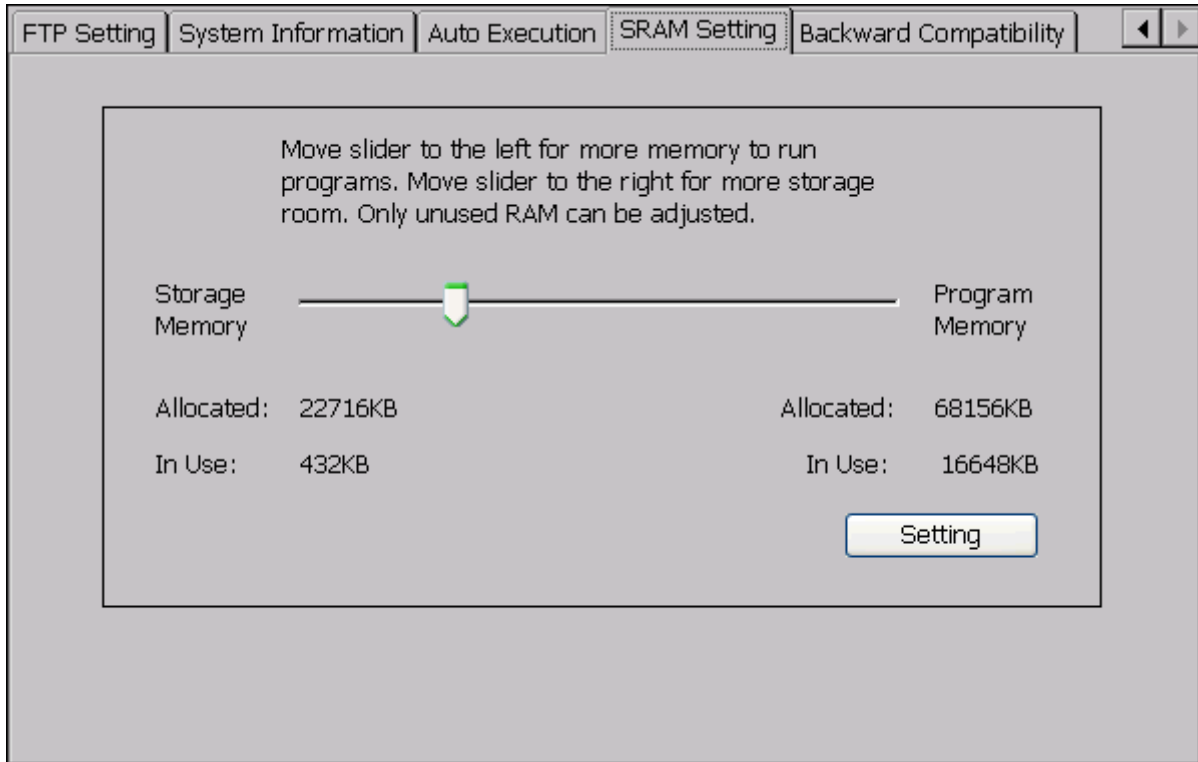 FTP Setting System Information Auto Execution SRAM Setting Backward Compatibility
Move slider to the left for more memory to run
programs. Move slider to the right for more storage
room. Only unused RAM can be adjusted.
Storage
Memory
Program
Memory
Allocated: 22716KB Allocated: 68156KB
In Use: 432KB In Use: 16648KB
Setting